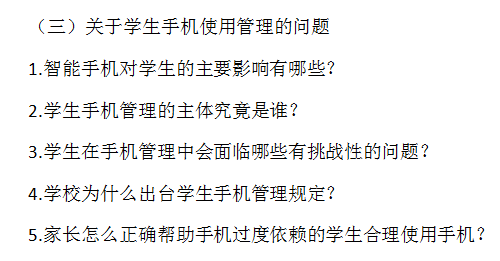 （三）关于学生手机使用管理的问题
1.智能手机对学生的主要影响有哪些？
2.学生手机管理的主体究竟是谁？
3.学生在手机管理中会面临哪些有挑战性的问题？
4.学校为什么出台学生手机管理规定？
5.家长怎么正确帮助手机过度依赖的学生合理使用手机？